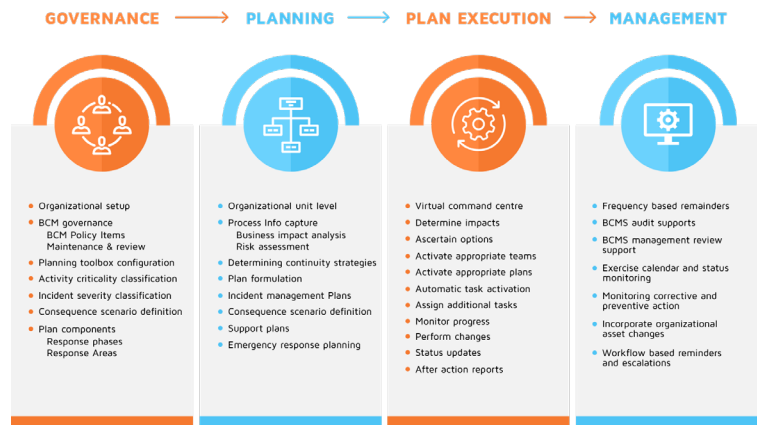 GOVERNANCE
PLANNING
PLAN EXECUTION
MANAGEMENT
Organizational setup
BCM governance
BCM Policy Items
Maintenance & review
Planning toolbox configuration
Activity criticality classification
Incident severity classification
Consequence scenario definition
Plan components
Response phases
Response Areas
Organizational unit level
Process Info capture
Business impact analysis
Risk assessment
Determining continuity strategies
Plan formulation
Incident management Plans
Consequence scenario definition
Support plans
Emergency response planning
Virtual command centre
Determine impacts
Ascertain options
Activate appropriate teams
Activate appropriate plans
Automatic task activation
Assign additional tasks
Monitor progress
Perform changes
Status updates
After action reports
Frequency based remainders
BCMS audit supports
BCMS management review
support
Exercise calendar and status
monitoring
Monitoring corrective and
preventive action
Incorporate organizational
asset changes
Workflow based reminders
and escalations